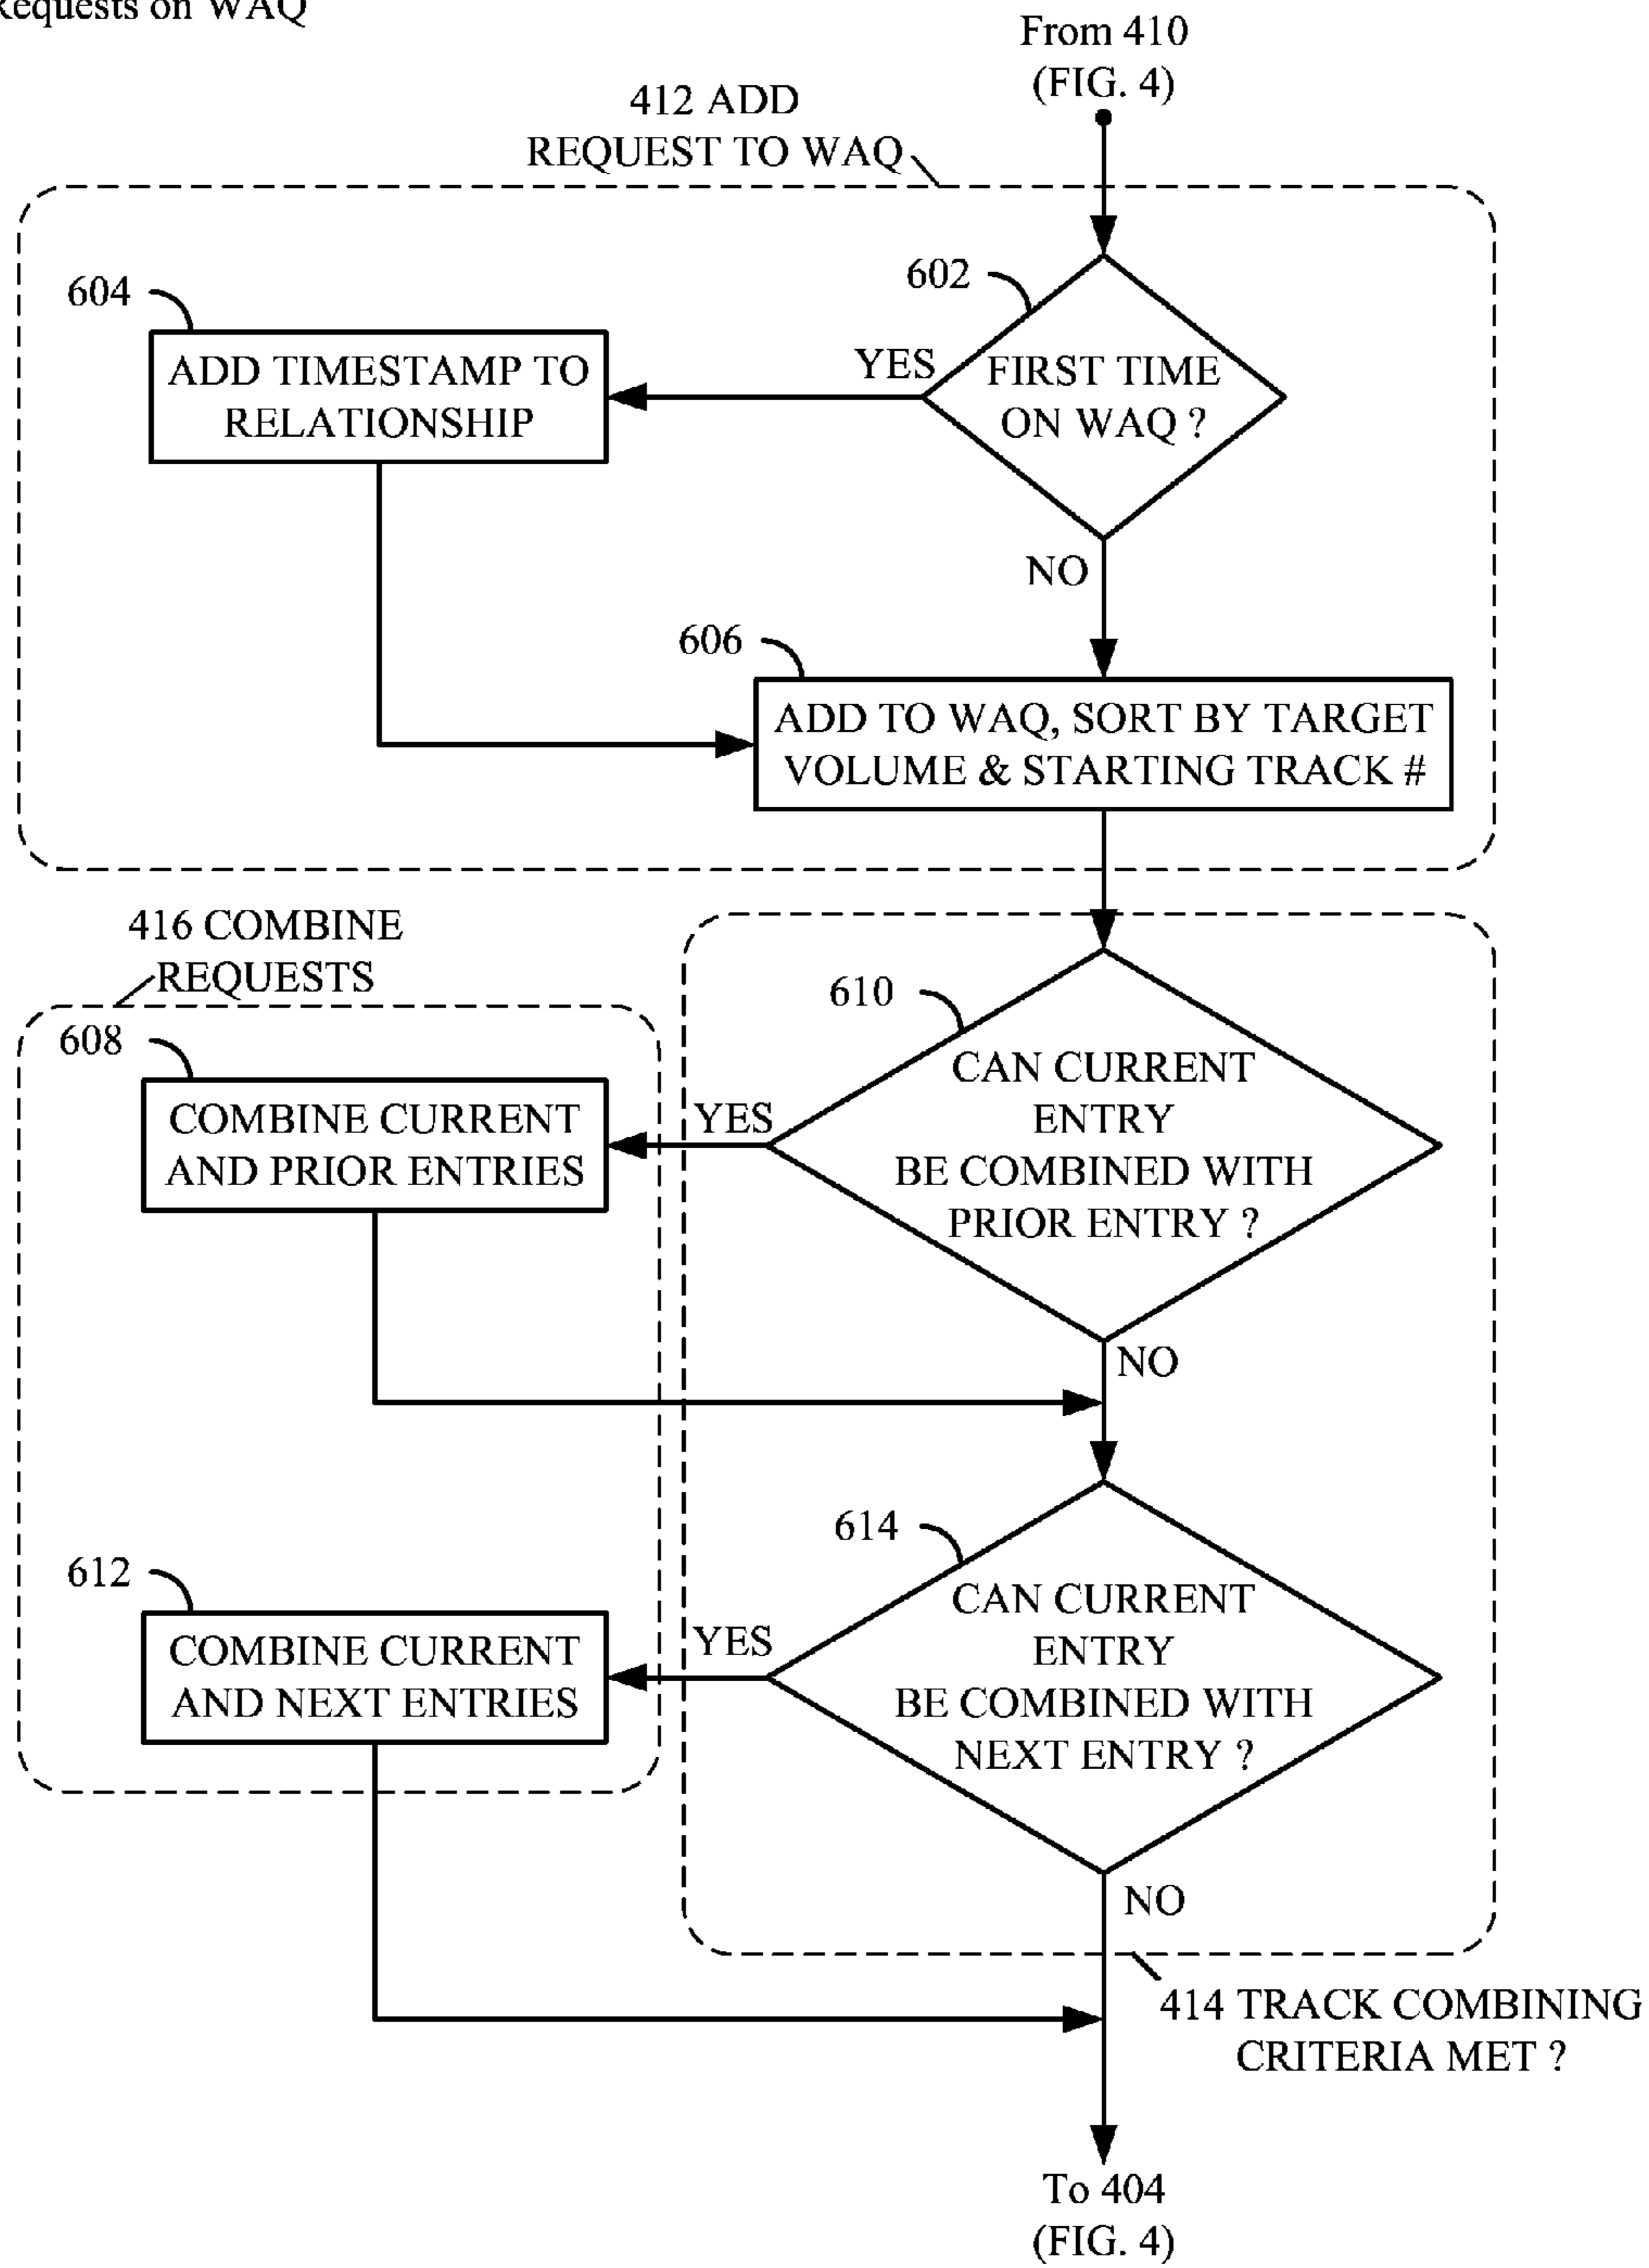 Requests on WAQ
From 410
(FIG. 4)
412 ADD
REQUEST TO WAQ
602
604
FIRST TIME
ON WAQ ?
YES
ADD TIMESTAMP TO
RELATIONSHIP
NO
606
ADD TO WAQ, SORT BY TARGET
VOLUME & STARTING TRACK #
416 COMBINE
REQUESTS
610
608
CAN CURRENT
ENTRY
BE COMBINED WITH
PRIOR ENTRY ?
YES
COMBINE CURRENT
AND PRIOR ENTRIES
NO
614
612
CAN CURRENT
ENTRY
BE COMBINED WITH
NEXT ENTRY ?
YES
COMBINE CURRENT
AND NEXT ENTRIES
NO
414 TRACK COMBINING
CRITERIA MET ?
To 404
(FIG. 4)